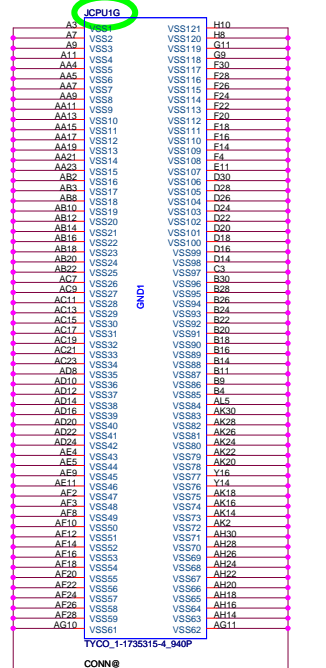 JCPU1G
A3 VSS1 VSS121 H10
A7 VSS2 VSS120 H8
A9 VSS3 VSS119 G11
A11 VSS4 VSS118 G9
AA4 VSS5 VSS117 F30
AA5 VSS6 VSS116 F28
AA7 VSS7 VSS115 F26
AA9 VSS8 VSS114 F24
AA11 VSS9 VSS113 F22
AA13 VSS10 VSS112 F20
AA15 VSS11 VSS111 F18
AA17 VSS12 VSS110 F16
AA19 VSS13 VSS109 F14
AA21 VSS14 VSS108 F4
AA23 VSS15 VSS107 E11
AB2 VSS16 VSS106 D30
AB3 VSS17 VSS105 D28
AB8 VSS18 VSS104 D26
AB10 VSS19 VSS103 D24
AB12 VSS20 VSS102 D22
AB14 VSS21 VSS101 D20
AB16 VSS22 VSS100 D18
AB18 VSS23 VSS99 D16
AB20 VSS24 VSS98 D14
AB22 VSS25 VSS97 C3
AC7 VSS26 VSS96 B30
AC9 VSS27 VSS95 B28
AC11 VSS28 VSS94 B26
AC13 VSS29 VSS93 B24
AC15 VSS30 VSS92 B22
AC17 VSS31 VSS91 B20
AC19 VSS32 VSS90 B18
AC21 VSS33 VSS89 B16
AC23 VSS34 VSS88 B14
AD8 VSS35 VSS87 B11
AD10 VSS36 VSS86 B9
AD12 VSS37 VSS85 B4
AD14 VSS38 VSS84 AL5
AD16 VSS39 VSS83 AK30
AD20 VSS40 VSS82 AK28
AD22 VSS41 VSS81 AK26
AD24 VSS42 VSS80 AK24
AE4 VSS43 VSS79 AK22
AE5 VSS45 VSS78 AK20
AE9 VSS45 VSS77 Y16
AE11 VSS46 VSS76 Y14
AF2 VSS47 VSS75 AK18
AF3 VSS48 VSS74 AK16
AF8 VSS49 VSS73 AK14
AF10 VSS50 VSS72 AK2
AF12 VSS51 VSS71 AH30
AF14 VSS52 VSS70 AH28
AF16 VSS53 VSS69 AH26
AF18 VSS54 VSS68 AH24
AF20 VSS55 VSS67 AH22
AF22 VSS56 VSS66 AH20
AF24 VSS57 VSS65 AH18
AF26 VSS58 VSS64 AH16
AF28 VSS59 VSS63 AH14
AG10 VSS61 VSS62 AG11
GND1
TYCO_1-1735315-4_940P
CONN@